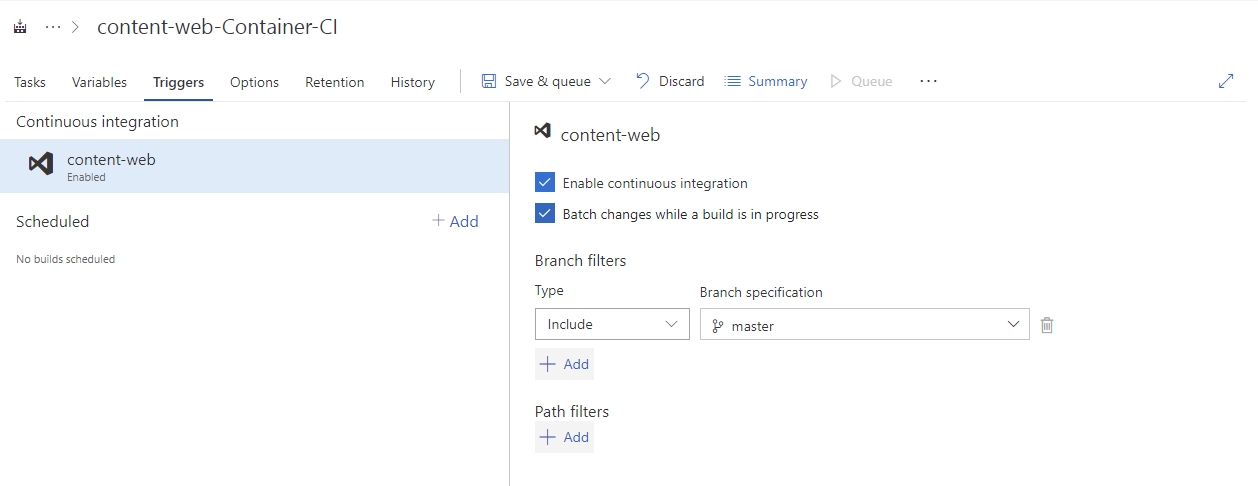 ··· > content-web-Container-CI
Tasks Variables Triggers Options Retention History Save & queue Discard Summary Queue ···
Continuous integration
content-web
Enabled
Scheduled + Add
No builds scheduled
content-web
Enable continuous integration
Batch changes while a build is in progress
Branch filters
Type Branch specification
Include master
+ Add
Path filters
+ Add